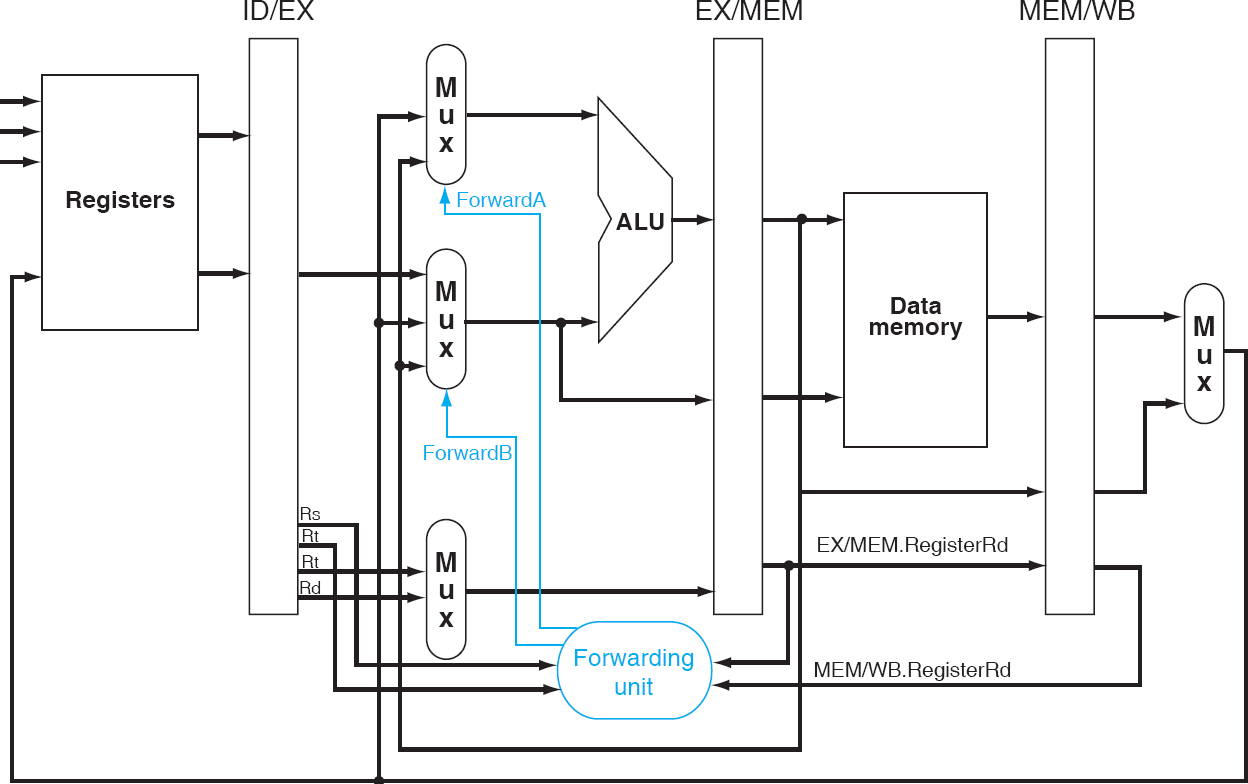 ID/EX
EX/MEM
MEM/WB
M
u
x
Registers
ForwardA
ALU
M
u
x
Data
memory
M
u
x
ForwardB
Rs
Rt
Rt
Rd
M
u
x
EX/MEM.RegisterRd
Forwarding
unit
MEM/WB.RegisterRd